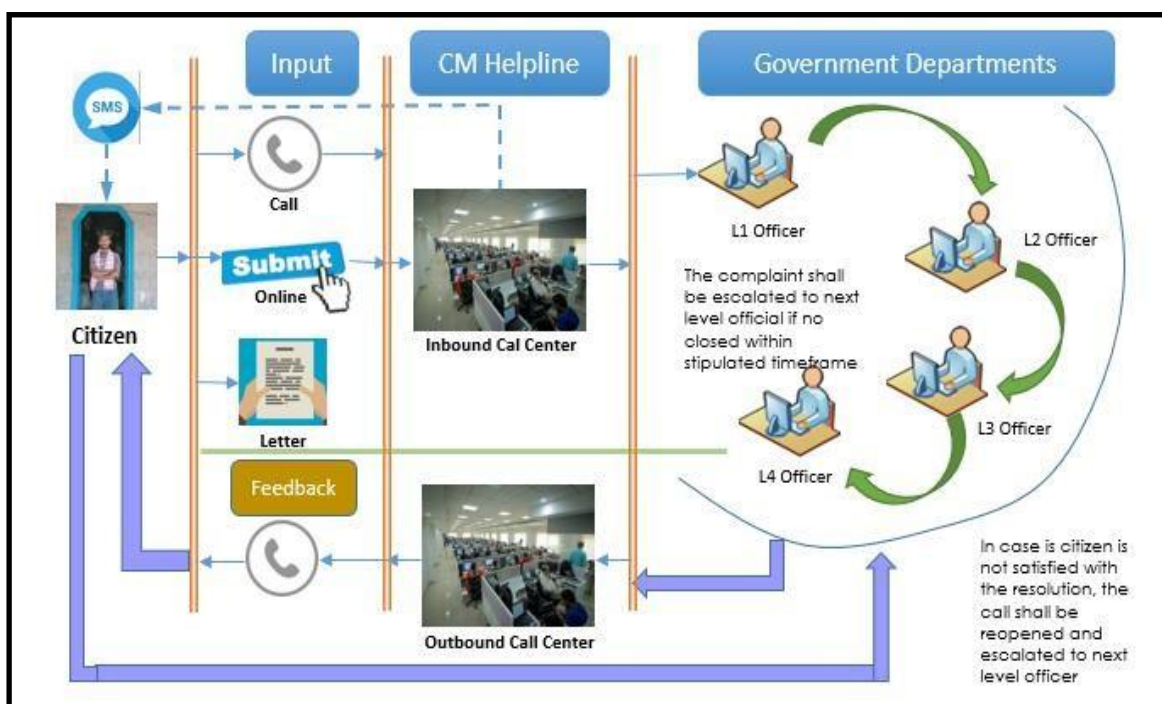 Input
CM Helpline
Government Departments
SMS
Call
L1 Officer
L2 Officer
Submit
Online
Citizen
Inbound Cal Center
The complaint shall
be escalated to next
level official if no
closed within
stipulated timeframe
Letter
L3 Officer
L4 Officer
Feedback
Outbound Call Center
In case is citizen is
not satisfied with
the resolution, the
call shall be
reopened and
escalated to next
level officer